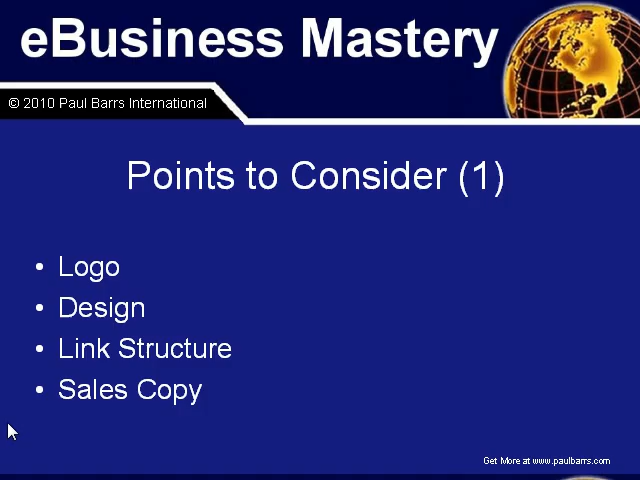 eBusiness Mastery
© 2010 Paul Barrs International
Points to Consider (1)
• Logo
• Design
• Link Structure
• Sales Copy
Get More at www.paulbarrs.com